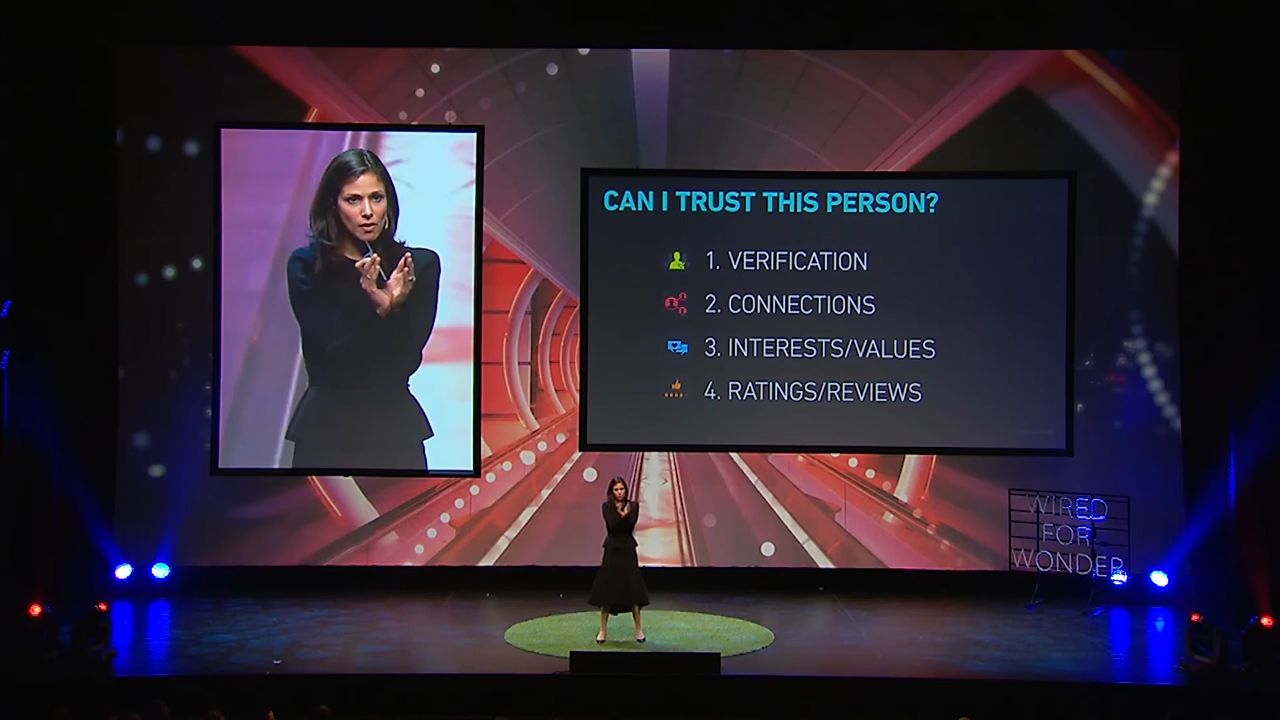 CAN I TRUST THIS PERSON?
1. VERIFICATION
2. CONNECTIONS
3. INTERESTS/VALUES
4. RATINGS/REVIEWS
WIRED
FOR
WONDER